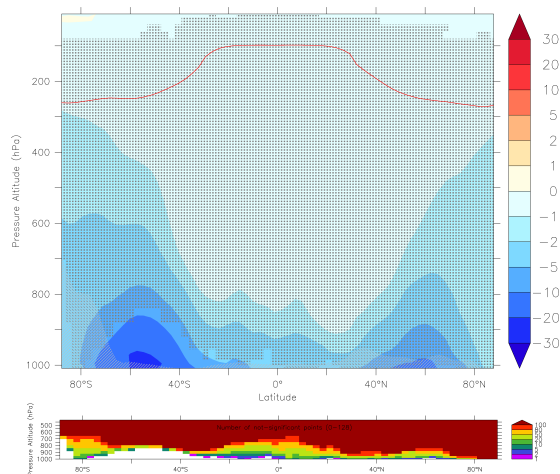 30
20
10
5
2
1
0
−1
−2
−5
−10
−20
−30
200
400
600
800
1000
Pressure Altitude (hPa)
80°S
40°S
0°
40°N
80°N
Latitude
Number of not-significant points (0-128)
500
600
700
800
900
1000
Pressure Altitude (hPa)
80°S
40°S
0°
40°N
80°N
100